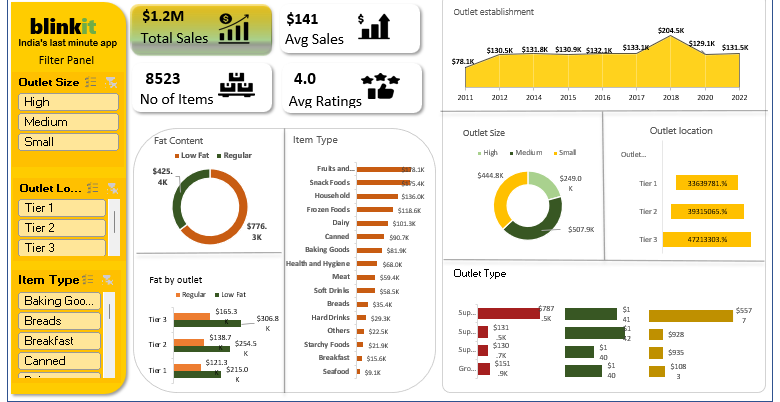 blinkit
India's last minute app
Filter Panel
Outlet Size
High
Medium
Small
Outlet Lo...
Tier 1
Tier 2
Tier 3
Item Type
Baking Goo...
Breads
Breakfast
Canned
$1.2M
Total Sales
$141
Avg Sales
8523
No of Items
4.0
Avg Ratings
Outlet establishment
$78.1K
$130.5K
$131.8K
$130.9K
$132.1K
$133.1K
$204.5K
$129.1K
$131.5K
2011
2012
2014
2015
2016
2017
2018
2020
2022
Fat Content
Low Fat
Regular
$425.
4K
$776.
3K
Fat by outlet
Regular
Low Fat
Tier 3
$165.3
K
$306.8
K
Tier 2
$138.7
K
$254.5
K
Tier 1
$121.3
K
$215.0
K
Item Type
Fruits and...
$178.1K
Snack Foods
$175.4K
Household
$136.0K
Frozen Foods
$118.6K
Dairy
$101.3K
Canned
$90.7K
Baking Goods
$81.9K
Health and Hygiene
$68.0K
Meat
$59.4K
Soft Drinks
$58.5K
Breads
$35.4K
Hard Drinks
$29.3K
Others
$22.5K
Starchy Foods
$21.9K
Breakfast
$15.6K
Seafood
$9.1K
Outlet Size
High
Medium
Small
$444.8K
$249.0
K
$507.9K
Outlet location
Outlet...
Tier 1
33639781.%
Tier 2
39315065.%
Tier 3
47213303.%
Outlet Type
Sup...
$787
.5K
$1
41
$557
7
Sup...
$131
.5K
$1
42
$928
Sup...
$130
.7K
$1
40
$935
Gro...
$151
.9K
$1
40
$108
3